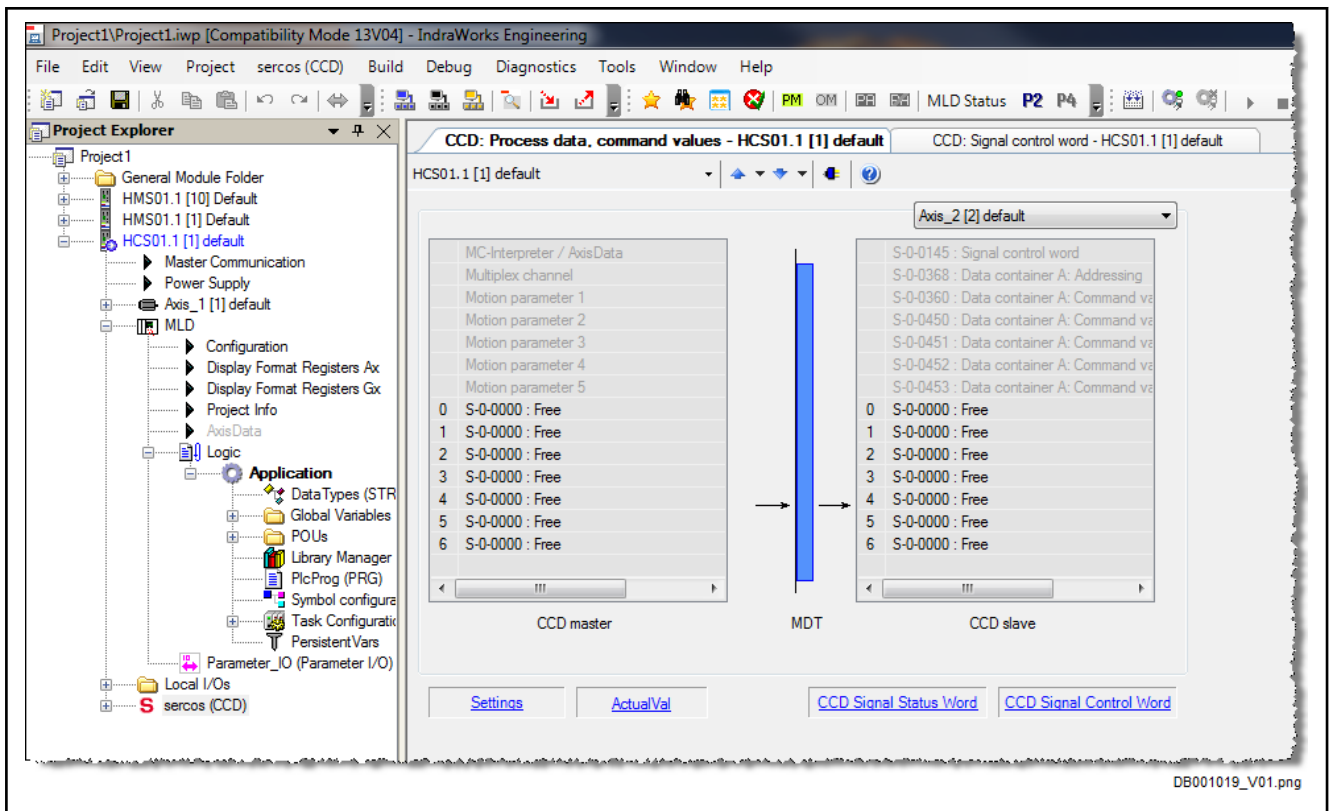 Project1\Project1.iwp [Compatibility Mode 13V04] - IndraWorks Engineering
File Edit View Project sercos (CCD) Build Debug Diagnostics Tools Window Help
PM OM MLD Status P2 P4
Project Explorer
Project1
General Module Folder
HMS01.1 [10] Default
HMS01.1 [1] Default
HCS01.1 [1] default
Master Communication
Power Supply
Axis_1 [1] default
MLD
Configuration
Display Format Registers Ax
Display Format Registers Gx
Project Info
AxisData
Logic
Application
DataTypes (STR
Global Variables
POUs
Library Manager
PlcProg (PRG)
Symbol configura
Task Configuratio
PersistentVars
Parameter_IO (Parameter I/O)
Local I/Os
S sercos (CCD)
CCD: Process data, command values - HCS01.1 [1] default CCD: Signal control word - HCS01.1 [1] default
HCS01.1 [1] default
Axis_2 [2] default
MC-Interpreter / AxisData
Multiplex channel
Motion parameter 1
Motion parameter 2
Motion parameter 3
Motion parameter 4
Motion parameter 5
0 S-0-0000 : Free
1 S-0-0000 : Free
2 S-0-0000 : Free
3 S-0-0000 : Free
4 S-0-0000 : Free
5 S-0-0000 : Free
6 S-0-0000 : Free
CCD master
MDT
S-0-0145 : Signal control word
S-0-0368 : Data container A: Addressing
S-0-0360 : Data container A: Command va
S-0-0450 : Data container A: Command va
S-0-0451 : Data container A: Command va
S-0-0452 : Data container A: Command va
S-0-0453 : Data container A: Command va
0 S-0-0000 : Free
1 S-0-0000 : Free
2 S-0-0000 : Free
3 S-0-0000 : Free
4 S-0-0000 : Free
5 S-0-0000 : Free
6 S-0-0000 : Free
CCD slave
Settings ActualVal CCD Signal Status Word CCD Signal Control Word
DB001019_V01.png